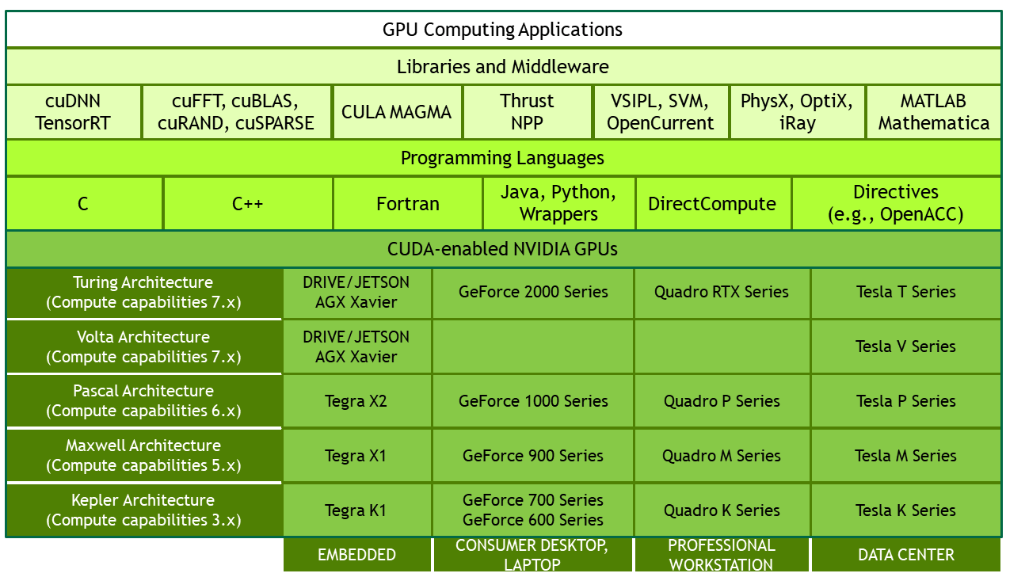 GPU Computing Applications
Libraries and Middleware
cuDNN
TensorRT
cuFFT, cuBLAS,
cuRAND, cuSPARSE
CULA MAGMA
Thrust
NPP
VSIPL, SVM,
OpenCurrent
PhysX, OptiX,
iRay
MATLAB
Mathematica
Programming Languages
C
C++
Fortran
Java, Python,
Wrappers
DirectCompute
Directives
(e.g., OpenACC)
CUDA-enabled NVIDIA GPUs
Turing Architecture
(Compute capabilities 7.x)
DRIVE/JETSON
AGX Xavier
GeForce 2000 Series
Quadro RTX Series
Tesla T Series
Volta Architecture
(Compute capabilities 7.x)
DRIVE/JETSON
AGX Xavier
Tesla V Series
Pascal Architecture
(Compute capabilities 6.x)
Tegra X2
GeForce 1000 Series
Quadro P Series
Tesla P Series
Maxwell Architecture
(Compute capabilities 5.x)
Tegra X1
GeForce 900 Series
Quadro M Series
Tesla M Series
Kepler Architecture
(Compute capabilities 3.x)
Tegra K1
GeForce 700 Series
GeForce 600 Series
Quadro K Series
Tesla K Series
EMBEDDED
CONSUMER DESKTOP,
LAPTOP
PROFESSIONAL
WORKSTATION
DATA CENTER